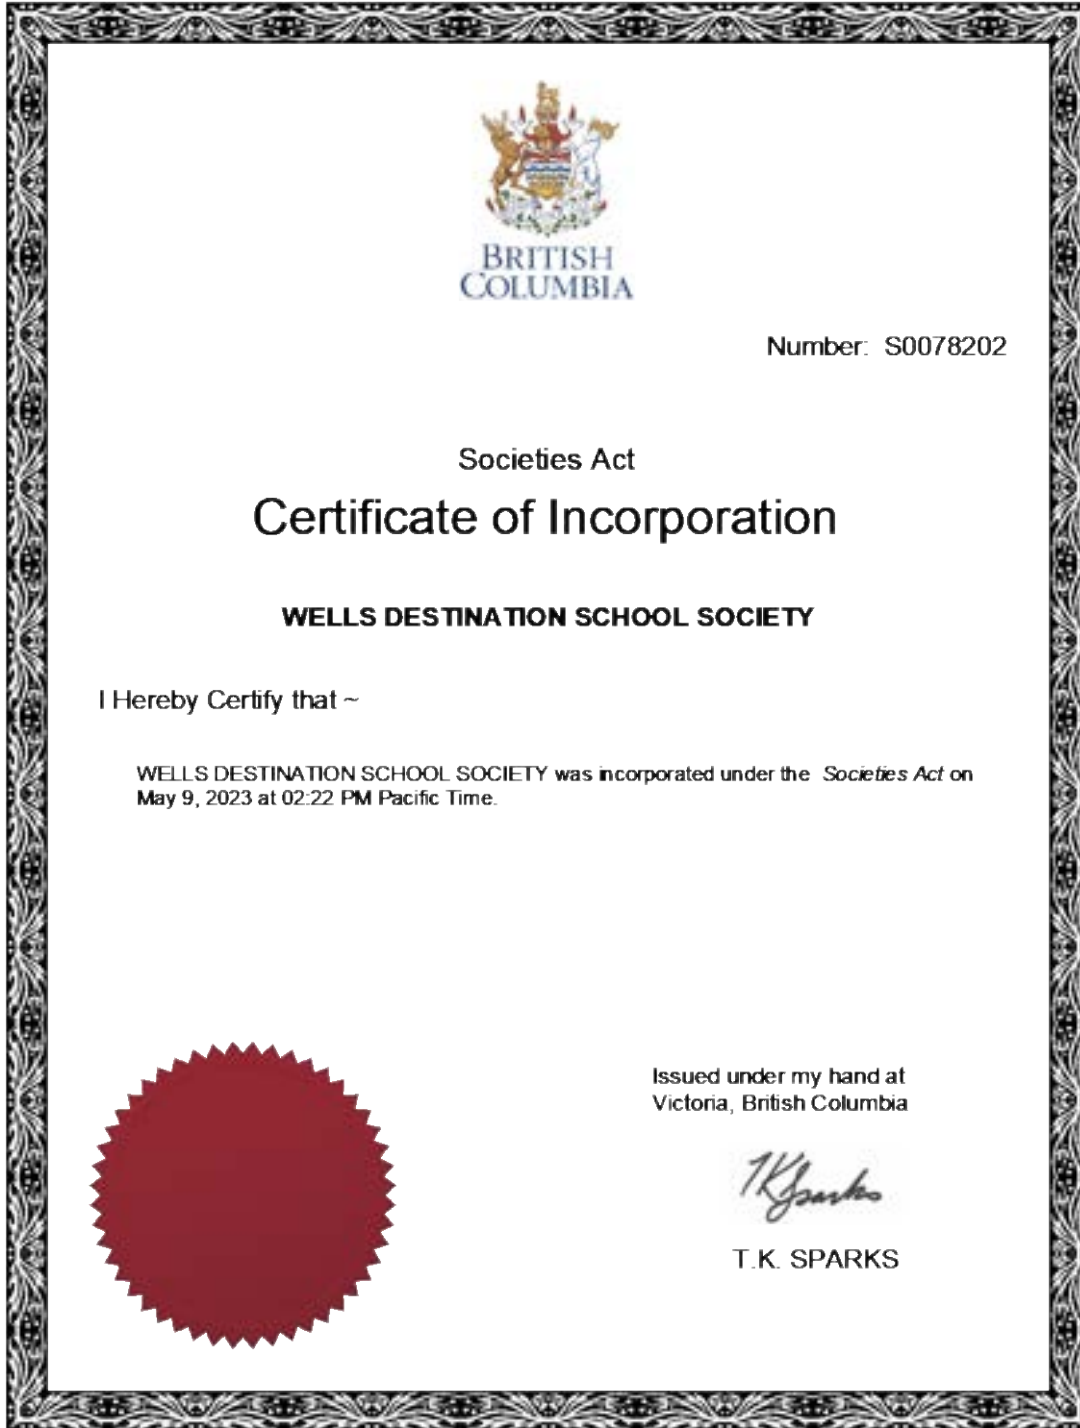 BRITISH
COLUMBIA
Number: S0078202
Societies Act
Certificate of Incorporation
WELLS DESTINATION SCHOOL SOCIETY
I Hereby Certify that ~
WELLS DESTINATION SCHOOL SOCIETY was incorporated under the Societies Act on
May 9, 2023 at 02:22 PM Pacific Time.
Issued under my hand at
Victoria, British Columbia
TKSparks
T.K. SPARKS